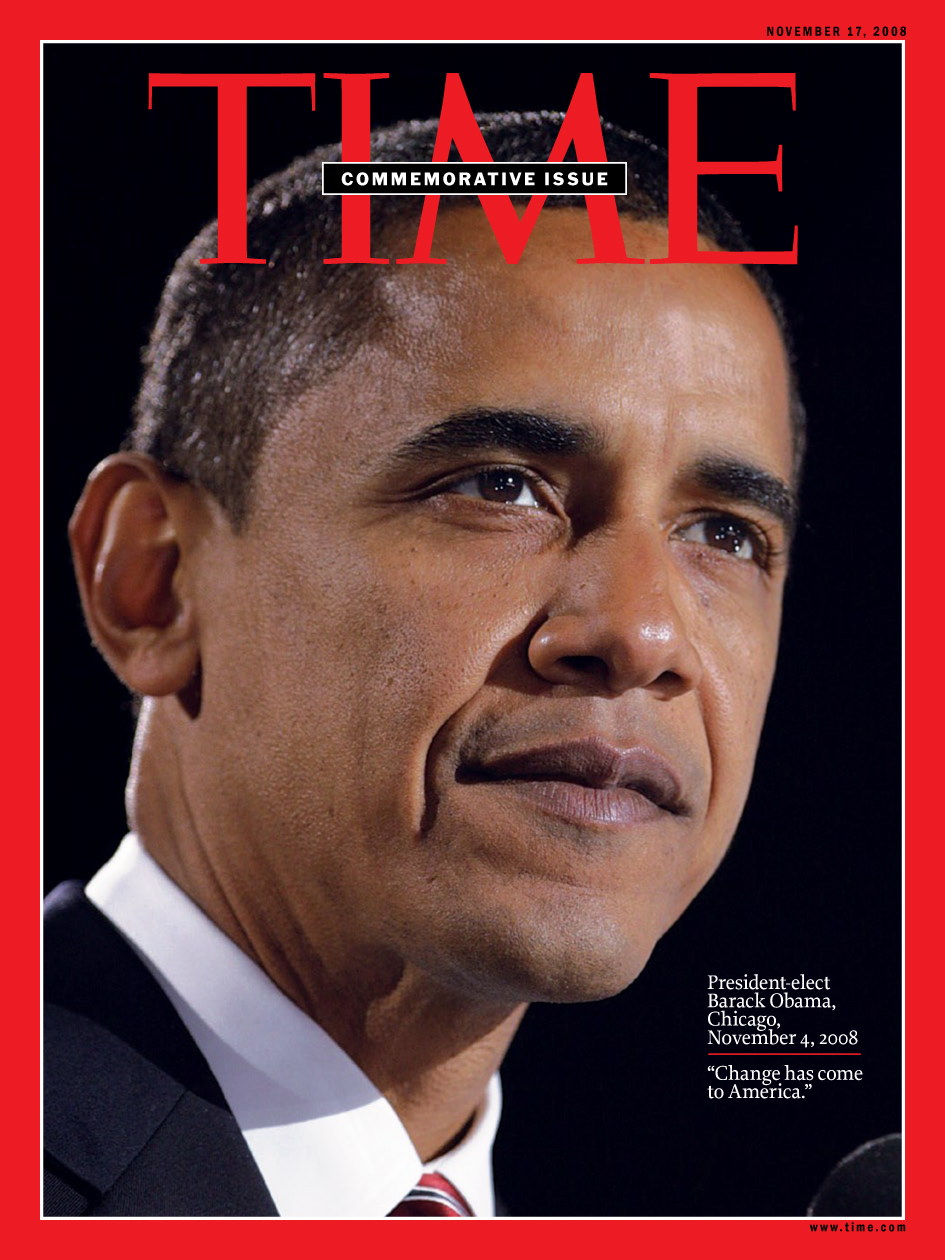 NOVEMBER 17, 2008
TIME
COMMEMORATIVE ISSUE
President-elect
Barack Obama,
Chicago,
November 4, 2008
“Change has come
to America.”
www.time.com